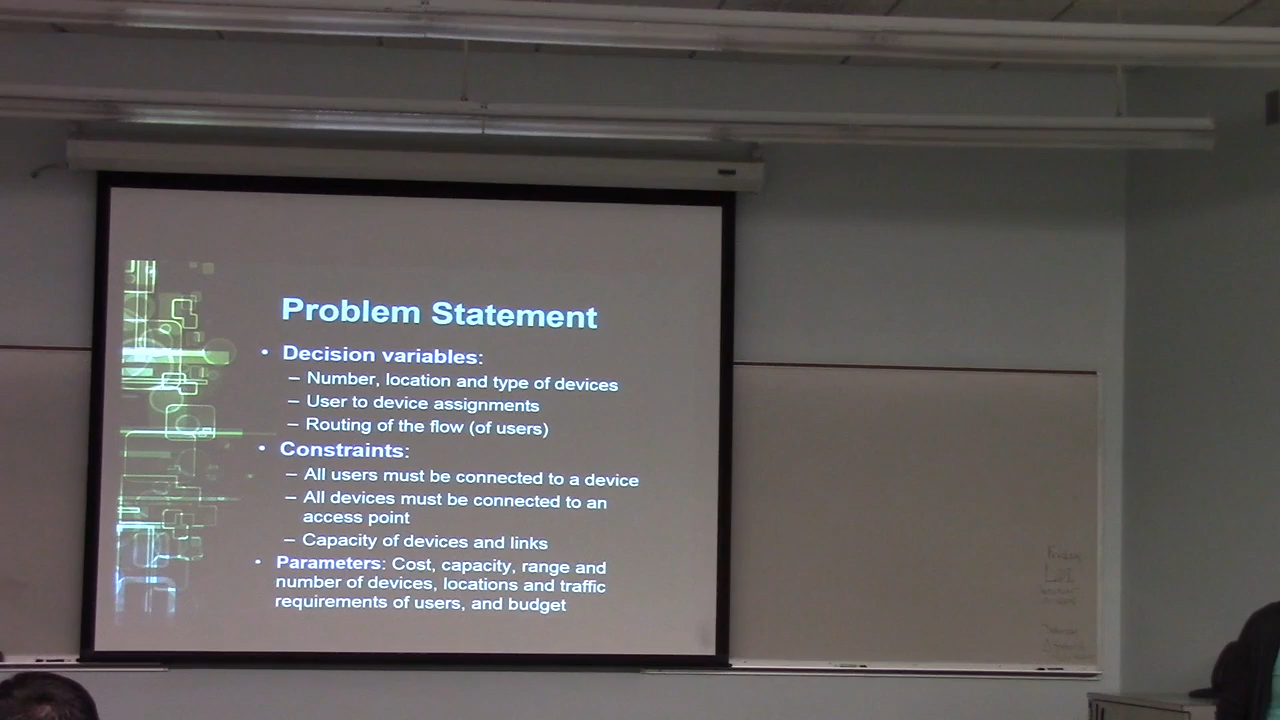 Problem Statement
• Decision variables:
– Number, location and type of devices
– User to device assignments
– Routing of the flow (of users)
• Constraints:
– All users must be connected to a device
– All devices must be connected to an
access point
– Capacity of devices and links
• Parameters: Cost, capacity, range and
number of devices, locations and traffic
requirements of users, and budget